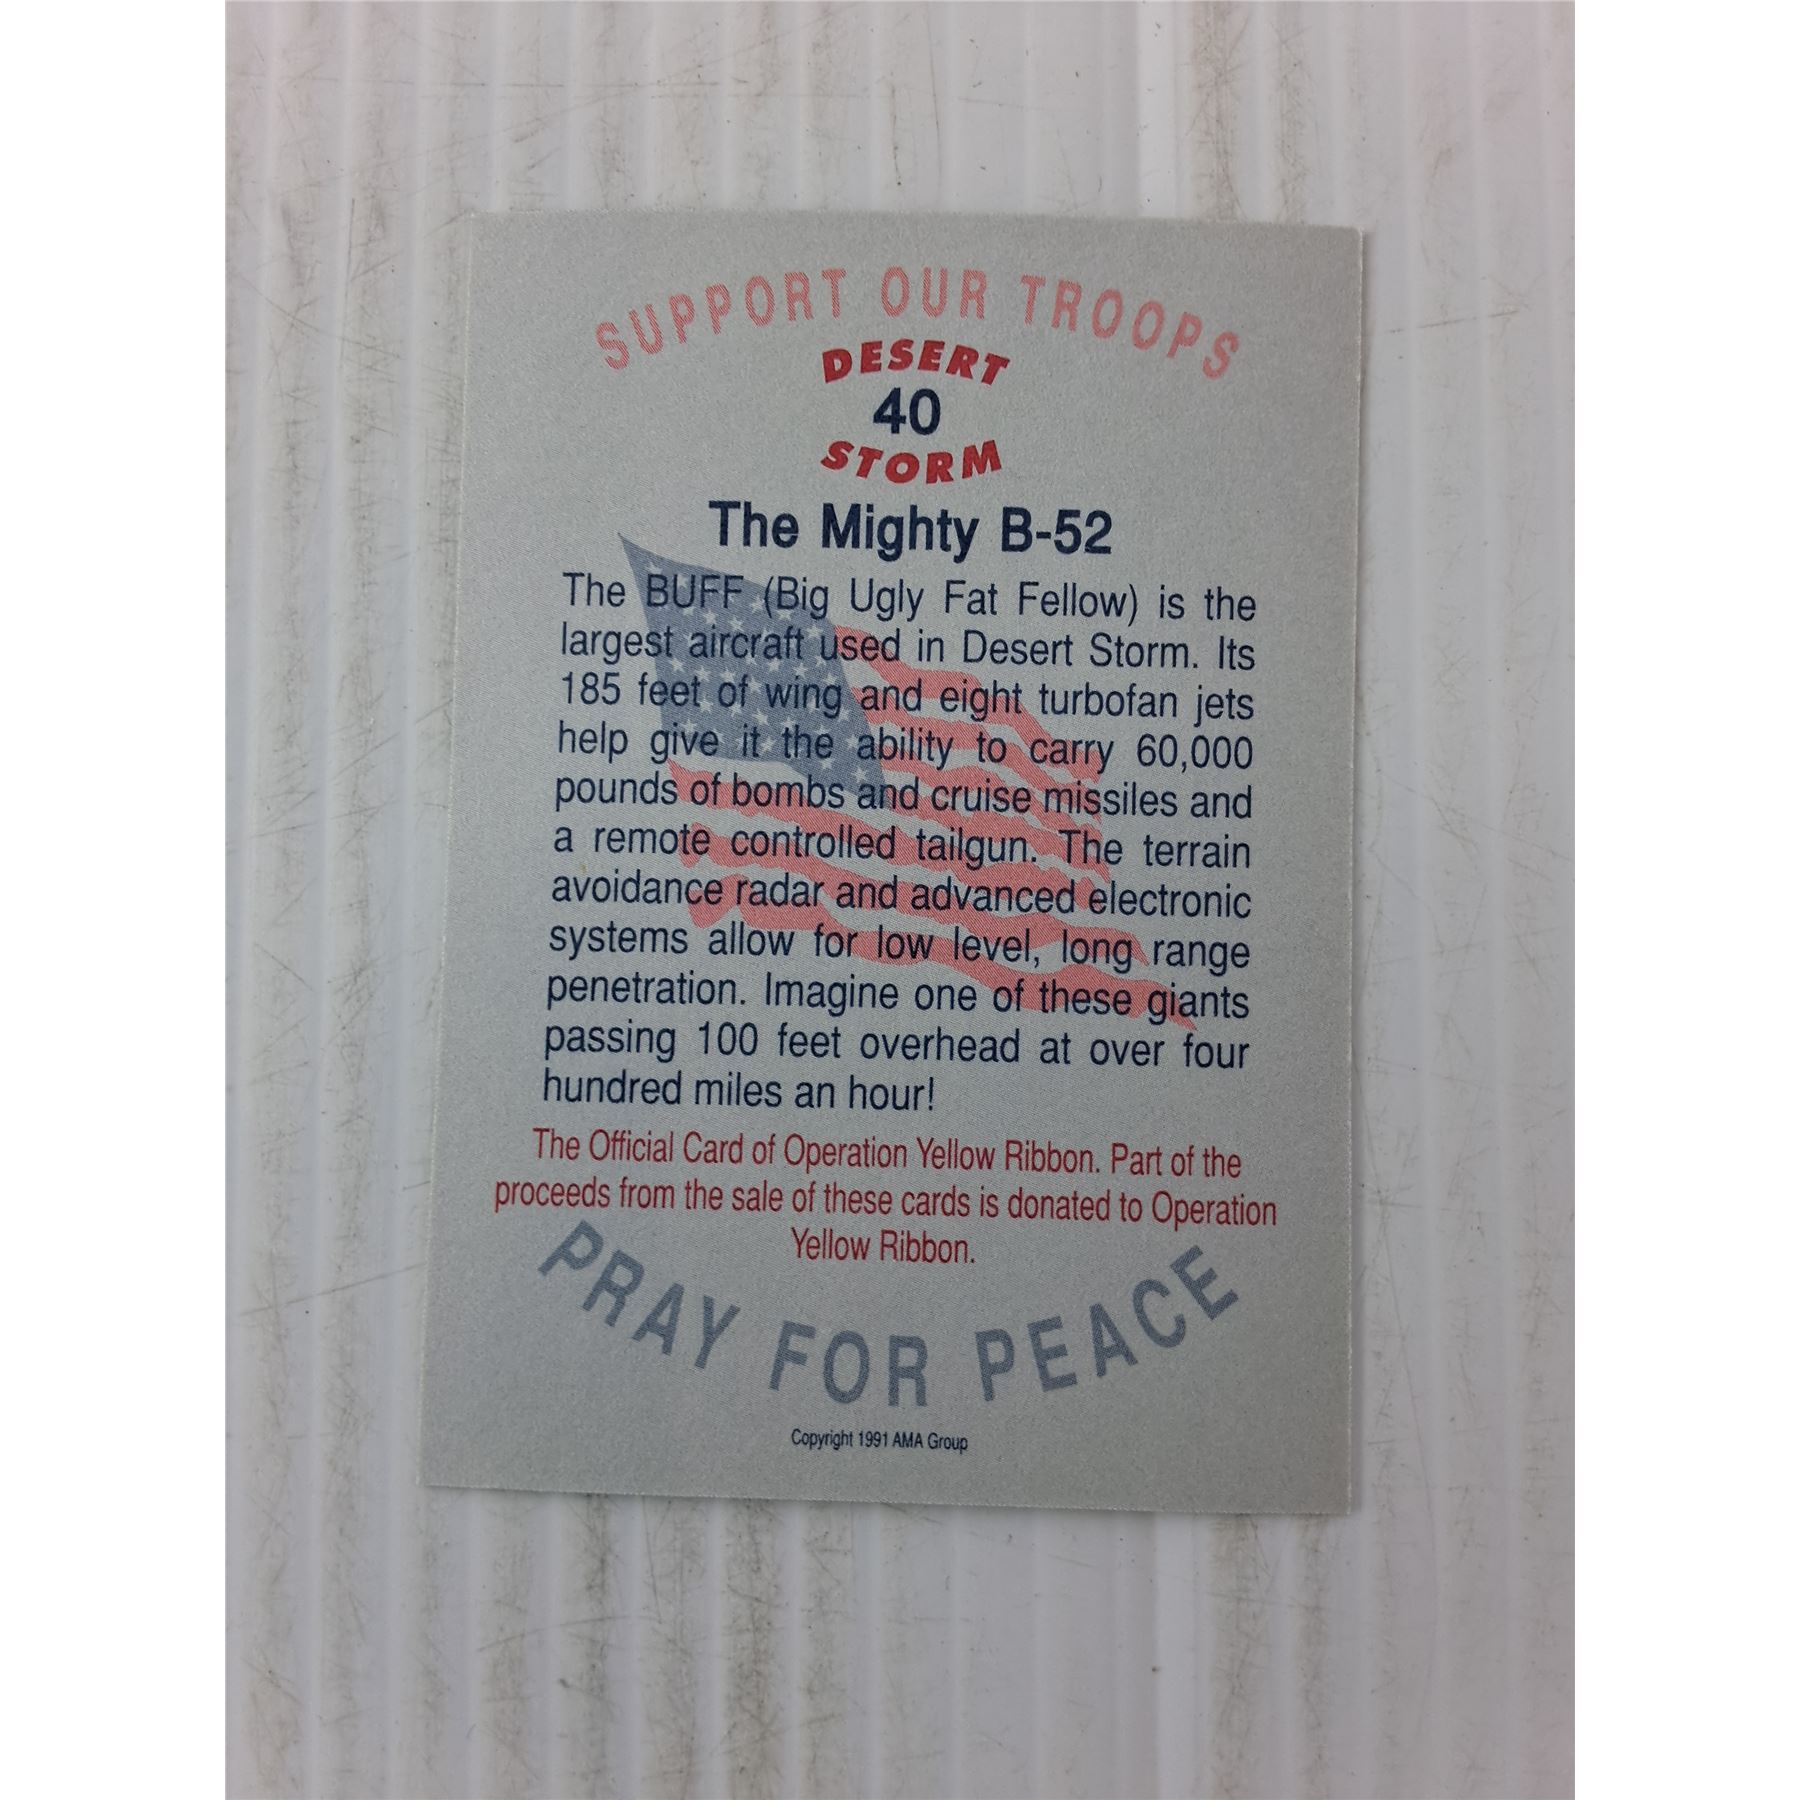 SUPPORT OUR TROOPS
DESERT
40
STORM
The Mighty B-52
The BUFF (Big Ugly Fat Fellow) is the
largest aircraft used in Desert Storm. Its
185 feet of wing and eight turbofan jets
help give it the ability to carry 60,000
pounds of bombs and cruise missiles and
a remote controlled tailgun. The terrain
avoidance radar and advanced electronic
systems allow for low level, long range
penetration. Imagine one of these giants
passing 100 feet overhead at over four
hundred miles an hour!
The Official Card of Operation Yellow Ribbon. Part of the
proceeds from the sale of these cards is donated to Operation
Yellow Ribbon.
PRAY FOR PEACE
Copyright 1991 AMA Group